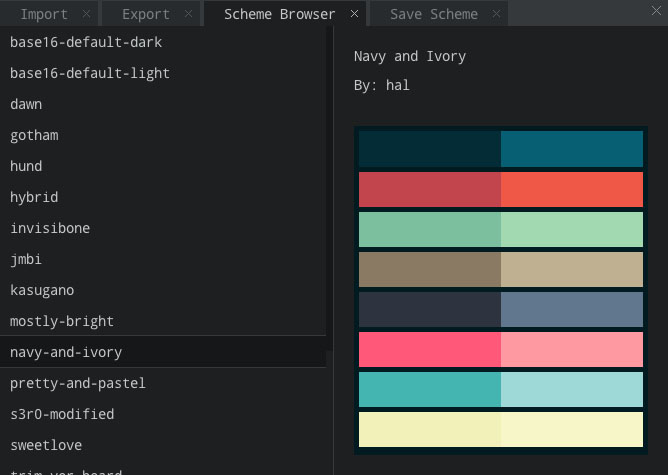 Import Export Scheme Browser Save Scheme
base16-default-dark
base16-default-light
dawn
gotham
hund
hybrid
invisibone
jmbi
kasugano
mostly-bright
navy-and-ivory
pretty-and-pastel
s3r0-modified
sweetlove
Navy and Ivory
By: hal